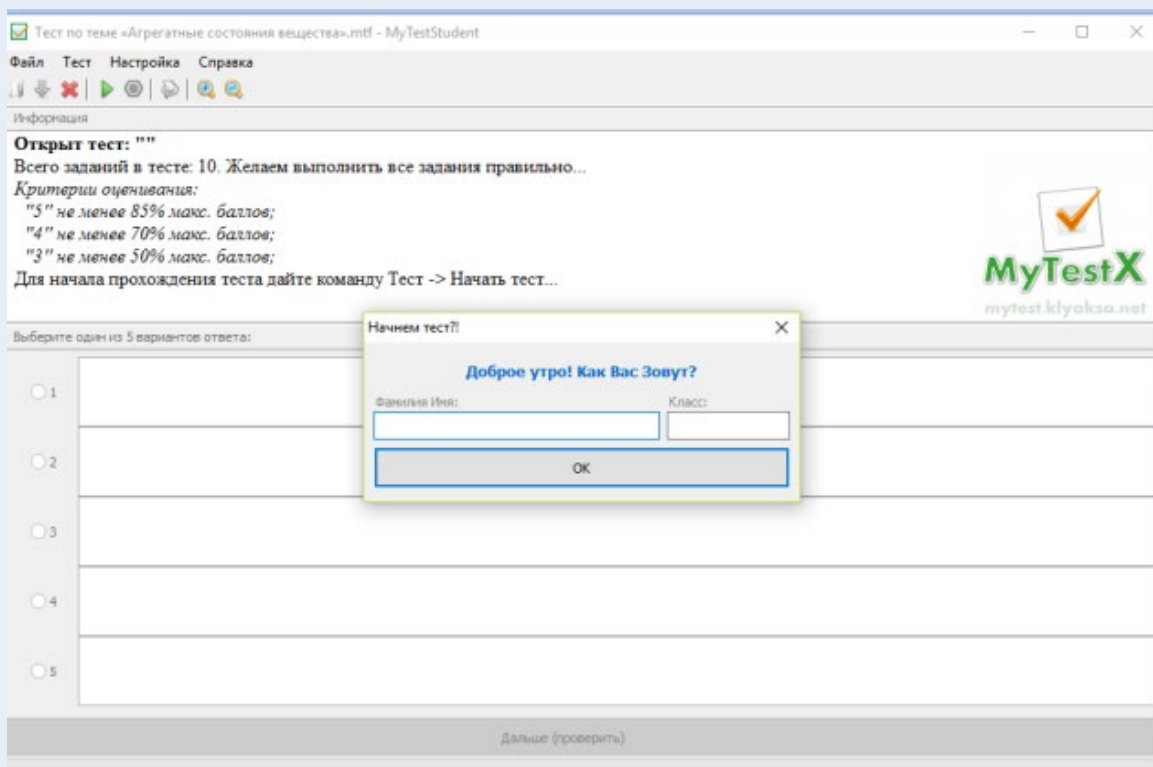 Тест по теме «Агрегатные состояния вещества».mtf - MyTestStudent
Файл Тест Настройка Справка
Информация
Открыт тест: ""
Всего заданий в тесте: 10. Желаем выполнить все задания правильно...
Критерии оценивания:
"5" не менее 85% макс. баллов;
"4" не менее 70% макс. баллов;
"3" не менее 50% макс. баллов;
Для начала прохождения теста дайте команду Тест -> Начать тест...
MyTestX
mytest.klyaksa.net
Выберите один из 5 вариантов ответа:
Начнем тест?!
Доброе утро! Как Вас Зовут?
Фамилия Имя: Класс:
ОК
1
2
3
4
5
Дальше (проверить)